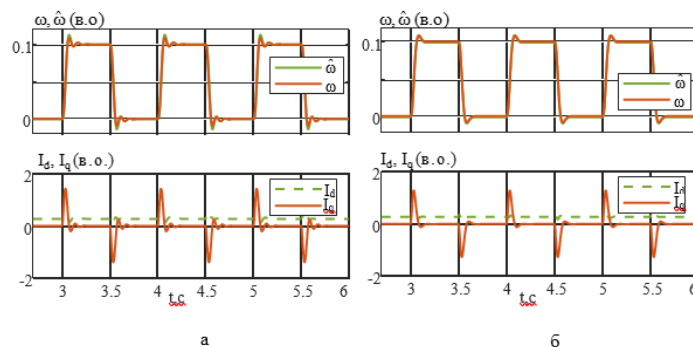 ω, ω̂ (в.о)
0.1
0
ω̂
ω
I_d, I_q (в.о.)
2
0
-2
I_d
I_q
3 3.5 4 4.5 5 5.5 6
t,c
а
ω, ω̂ (в.о)
0.1
0
ω̂
ω
I_d, I_q (в.о.)
2
0
-2
I_d
I_q
3 3.5 4 4.5 5 5.5 6
t,c
б